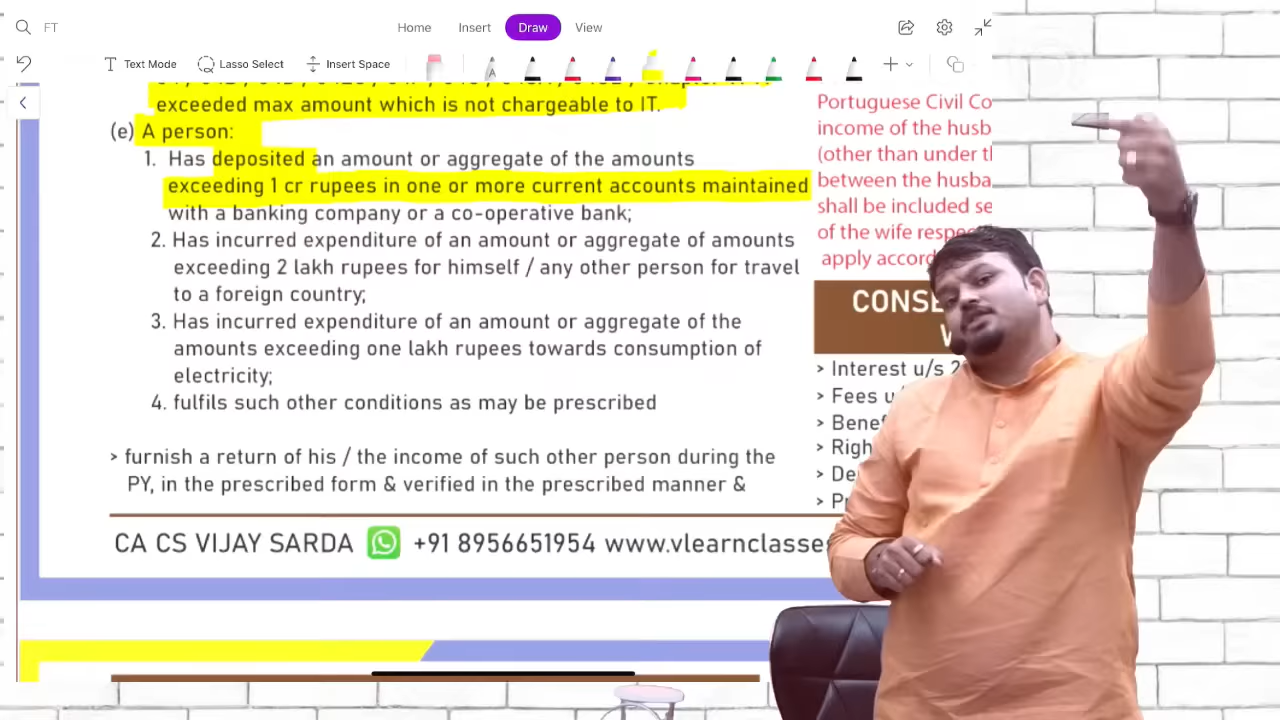 FT
Home Insert Draw View
Text Mode Lasso Select Insert Space
exceeded max amount which is not chargeable to IT.
(e) A person:
1. Has deposited an amount or aggregate of the amounts
exceeding 1 cr rupees in one or more current accounts maintained
with a banking company or a co-operative bank;
2. Has incurred expenditure of an amount or aggregate of amounts
exceeding 2 lakh rupees for himself / any other person for travel
to a foreign country;
3. Has incurred expenditure of an amount or aggregate of the
amounts exceeding one lakh rupees towards consumption of
electricity;
4. fulfils such other conditions as may be prescribed
> furnish a return of his / the income of such other person during the
PY, in the prescribed form & verified in the prescribed manner &
CA CS VIJAY SARDA +91 8956651954 www.vlearnclasse
Portuguese Civil Co
income of the husb
(other than under th
between the husba
shall be included se
of the wife respe
apply accord
CONSE
> Interest u/s 2
> Fees u/
> Benef
> Righ
> De
> Pr